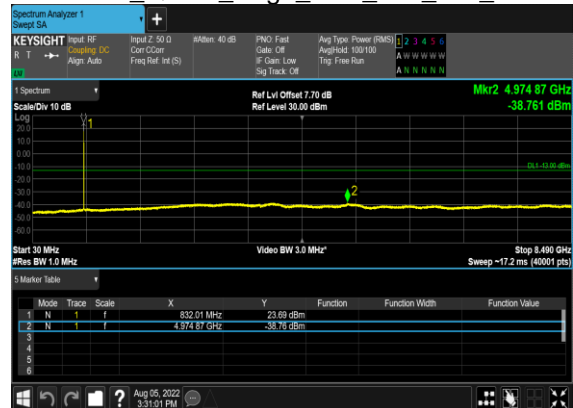 Spectrum Analyzer 1
Swept SA
+
KEYSIGHT Input: RF Input Z: 50 Ω #Atten: 40 dB PNO: Fast Avg Type: Power (RMS) 1 2 3 4 5 6
R T Coupling: DC Corr CCorr Gate: Off Avg|Hold: 100/100 A W W W W W
Align: Auto Freq Ref: Int (S) IF Gain: Low Trig: Free Run
LW Sig Track: Off A N N N N N
1 Spectrum Ref Lvl Offset 7.70 dB Mkr2 4.974 87 GHz
Scale/Div 10 dB Ref Level 30.00 dBm -38.761 dBm
Log 1
20.0
10.0
0.00
-10.0 DL1 -13.00 dBm
-20.0
-30.0 2
-40.0
-50.0
-60.0
Start 30 MHz Video BW 3.0 MHz* Stop 8.490 GHz
#Res BW 1.0 MHz Sweep ~17.2 ms (40001 pts)
5 Marker Table
Mode Trace Scale X Y Function Function Width Function Value
1 N 1 f 832.01 MHz 23.69 dBm
2 N 1 f 4.974 87 GHz -38.76 dBm
3
4
5
6
? Aug 05, 2022
3:31:01 PM